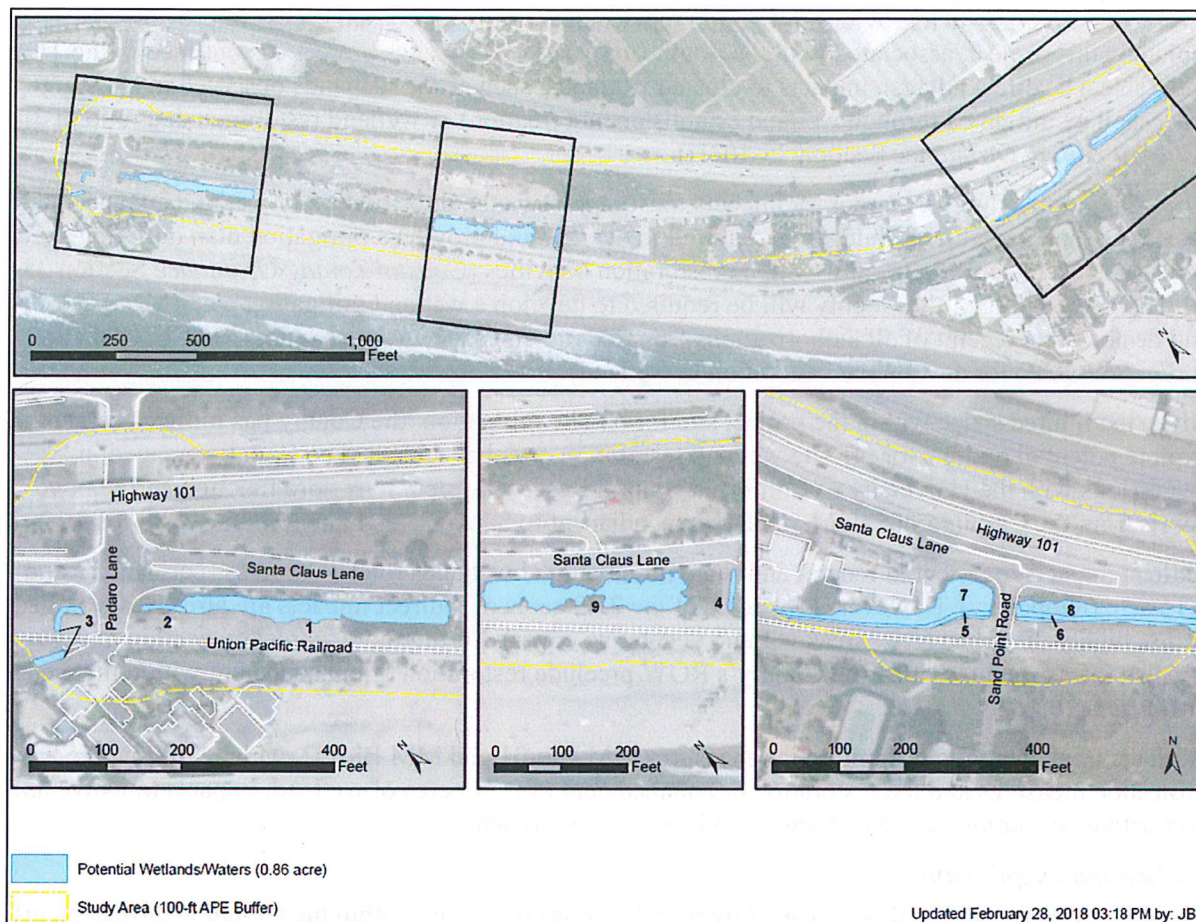 N
0 250 500 1,000
Feet
Highway 101
Padaro Lane
Santa Claus Lane
3
2
1
Union Pacific Railroad
0 100 200 400
Feet
N
Santa Claus Lane
9
4
0 100 200
Feet
N
Highway 101
Santa Claus Lane
7
8
5
6
Sand Point Road
0 100 200 400
Feet
N
Potential Wetlands/Waters (0.86 acre)
Study Area (100-ft APE Buffer)
Updated February 28, 2018 03:18 PM by: JB